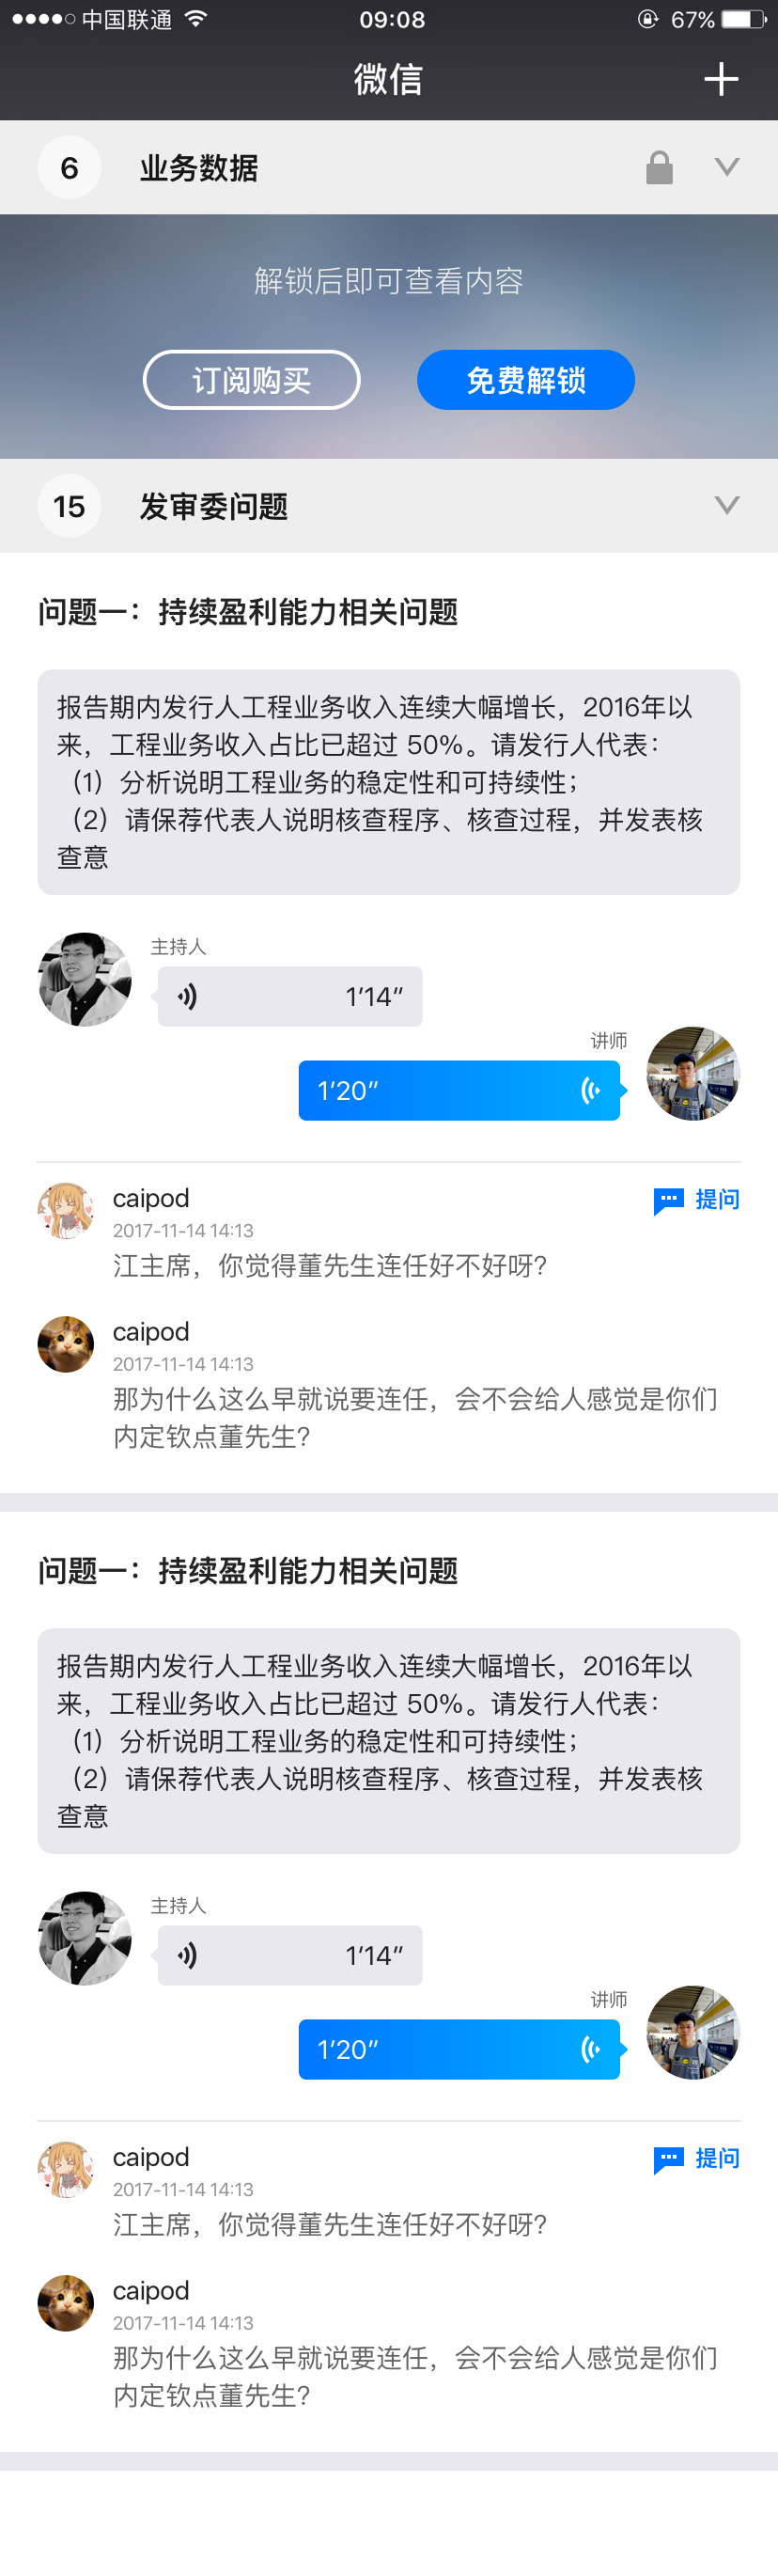 中国联通 09:08 67%
微信
6 业务数据
解锁后即可查看内容
订阅购买 免费解锁
15 发审委问题
问题一：持续盈利能力相关问题
报告期内发行人工程业务收入连续大幅增长，2016年以
来，工程业务收入占比已超过 50%。请发行人代表：
（1）分析说明工程业务的稳定性和可持续性；
（2）请保荐代表人说明核查程序、核查过程，并发表核
查意
主持人
1’14”
讲师
1’20”
caipod 提问
2017-11-14 14:13
江主席，你觉得董先生连任好不好呀?
caipod
2017-11-14 14:13
那为什么这么早就说要连任，会不会给人感觉是你们
内定钦点董先生?
问题一：持续盈利能力相关问题
报告期内发行人工程业务收入连续大幅增长，2016年以
来，工程业务收入占比已超过 50%。请发行人代表：
（1）分析说明工程业务的稳定性和可持续性；
（2）请保荐代表人说明核查程序、核查过程，并发表核
查意
主持人
1’14”
讲师
1’20”
caipod 提问
2017-11-14 14:13
江主席，你觉得董先生连任好不好呀?
caipod
2017-11-14 14:13
那为什么这么早就说要连任，会不会给人感觉是你们
内定钦点董先生?